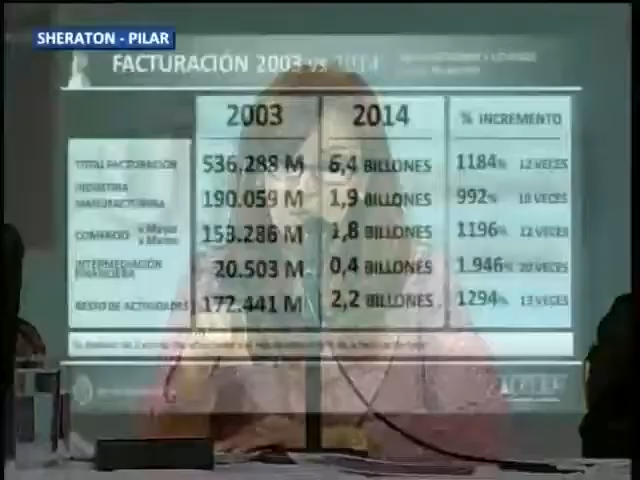 SHERATON - PILAR
FACTURACIÓN 2003 vs 2014
2003 2014 % INCREMENTO
TOTAL FACTURACIÓN 536.288 M 6,4 BILLONES 1184% 12 VECES
INDUSTRIA MANUFACTURERA 190.059 M 1,9 BILLONES 992% 10 VECES
COMERCIO 153.286 M 1,8 BILLONES 1196% 12 VECES
INTERMEDIACIÓN FINANCIERA 20.503 M 0,4 BILLONES 1.946% 20 VECES
RESTO DE ACTIVIDADES 172.441 M 2,2 BILLONES 1294% 13 VECES